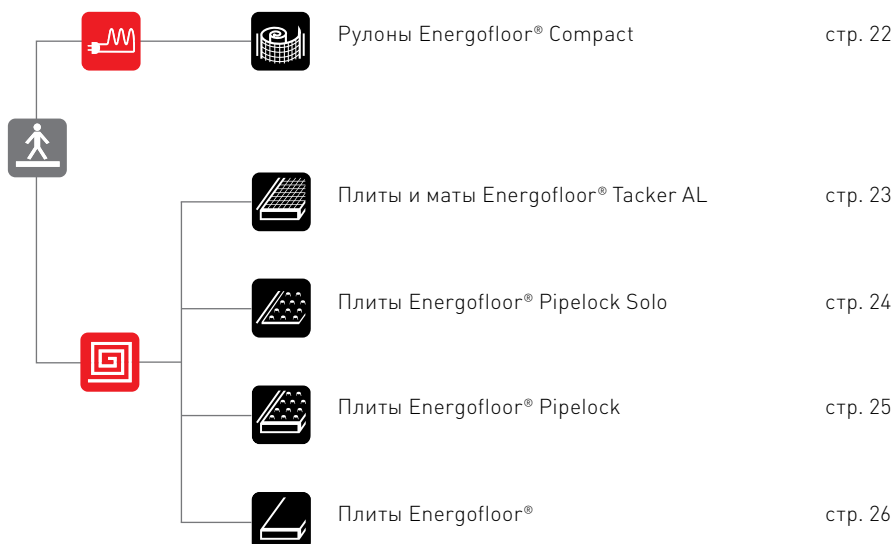 Рулоны Energofloor® Compact стр. 22
Плиты и маты Energofloor® Tacker AL стр. 23
Плиты Energofloor® Pipelock Solo стр. 24
Плиты Energofloor® Pipelock стр. 25
Плиты Energofloor® стр. 26